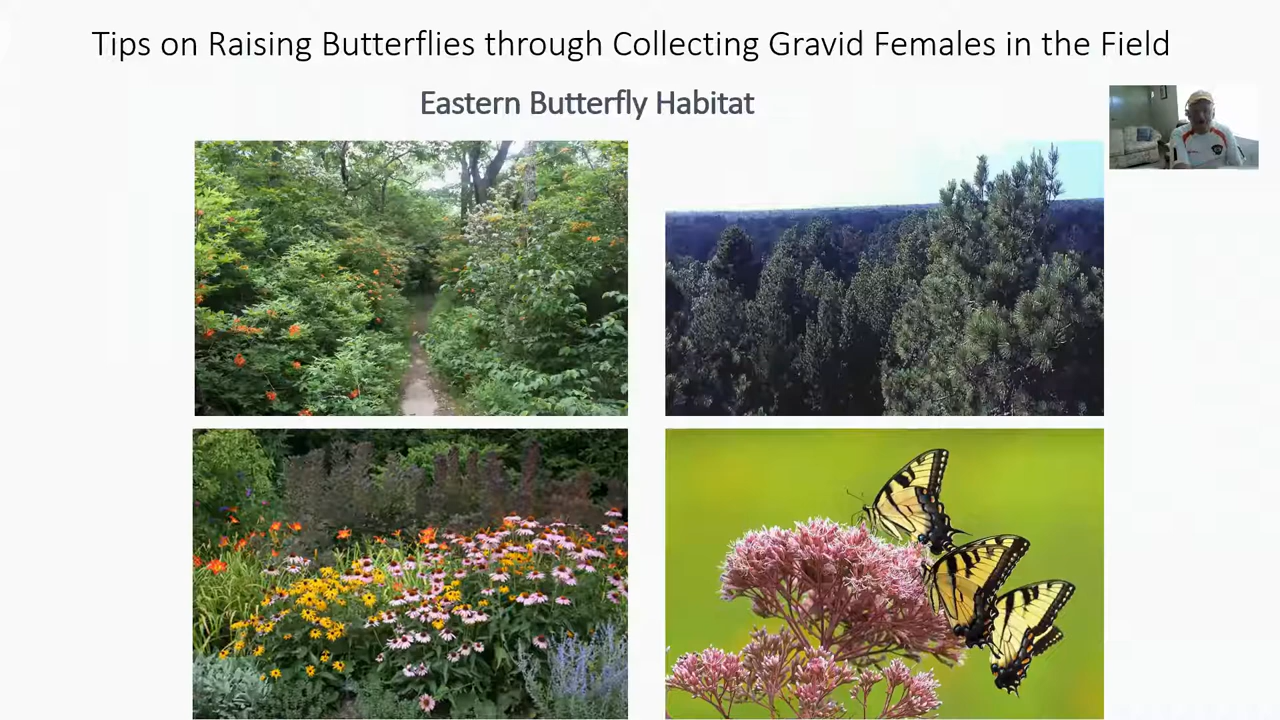 Tips on Raising Butterflies through Collecting Gravid Females in the Field
Eastern Butterfly Habitat